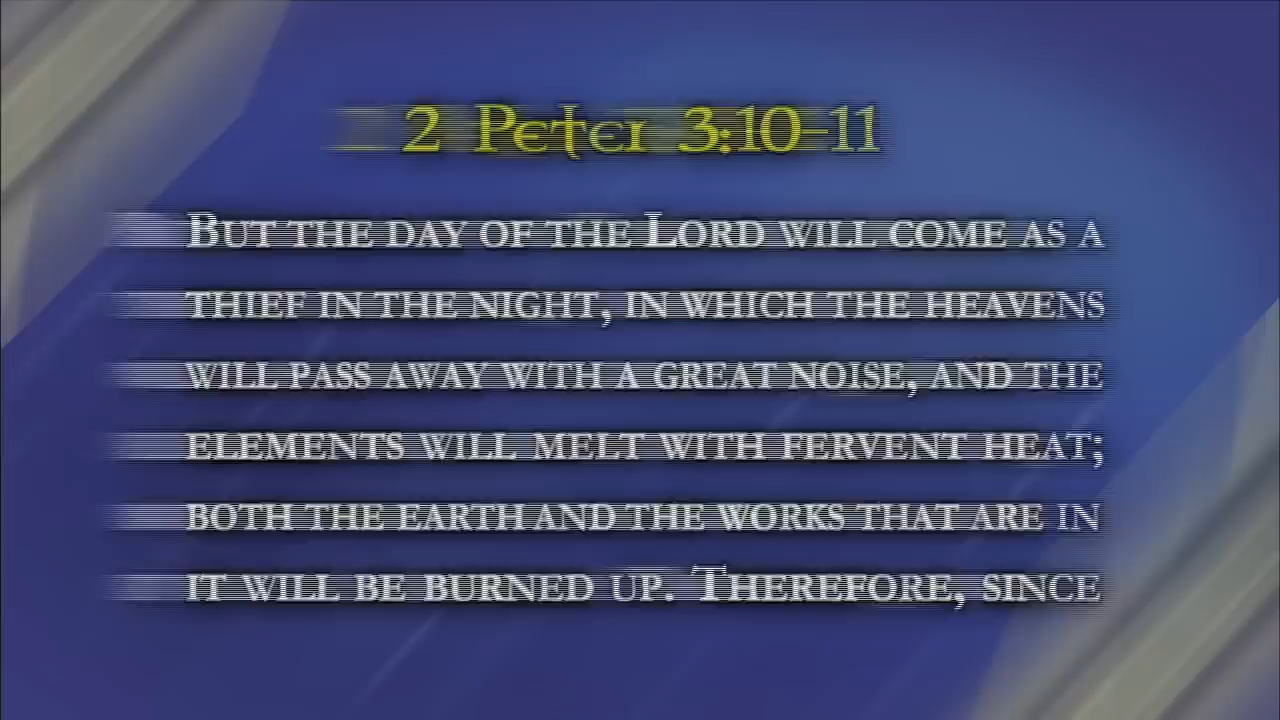 2 Peter 3:10-11
But the day of the Lord will come as a
thief in the night, in which the heavens
will pass away with a great noise, and the
elements will melt with fervent heat;
both the earth and the works that are in
it will be burned up. Therefore, since